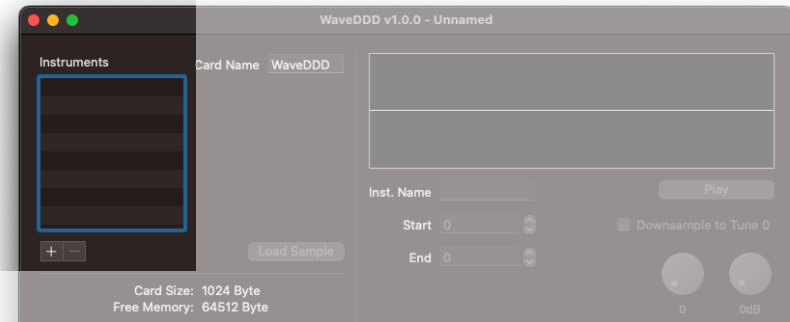 WaveDDD v1.0.0 - Unnamed
Instruments
Card Name WaveDDD
Inst. Name
Play
Start 0
Downsample to Tune 0
+ −
Load Sample
End 0
Card Size: 1024 Byte
Free Memory: 64512 Byte
0
0dB